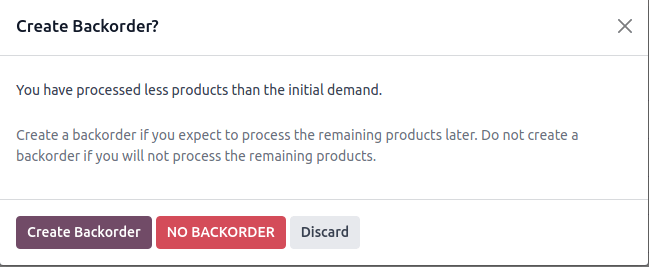 Create Backorder?
You have processed less products than the initial demand.
Create a backorder if you expect to process the remaining products later. Do not create a
backorder if you will not process the remaining products.
Create Backorder NO BACKORDER Discard